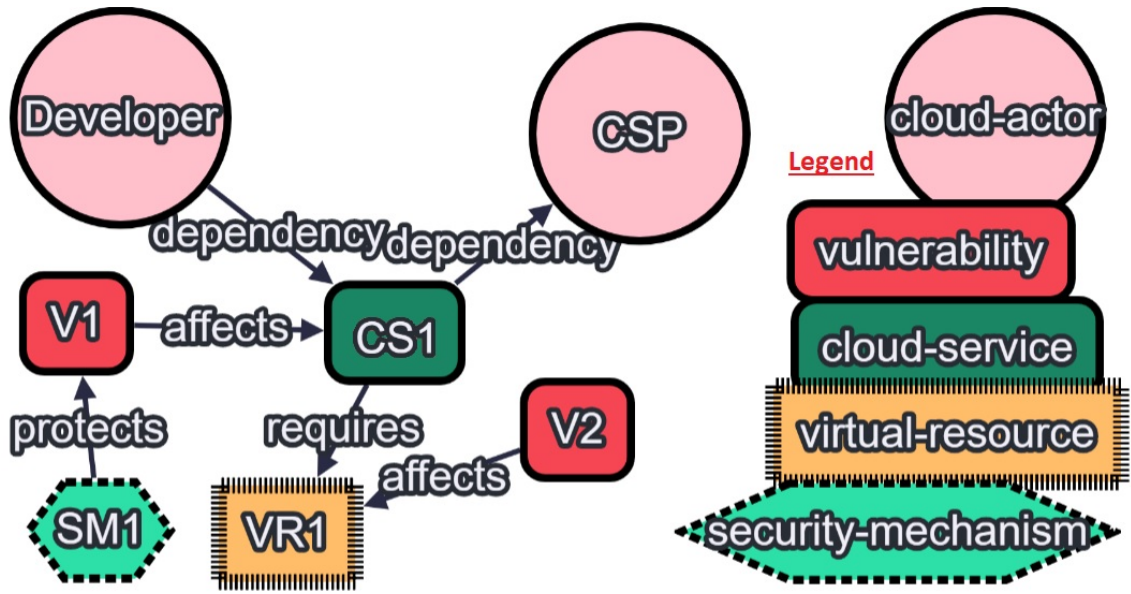 Developer
CSP
cloud-actor
Legend
dependency
dependency
vulnerability
V1
affects
CS1
cloud-service
protects
requires
V2
virtual-resource
affects
SM1
VR1
security-mechanism